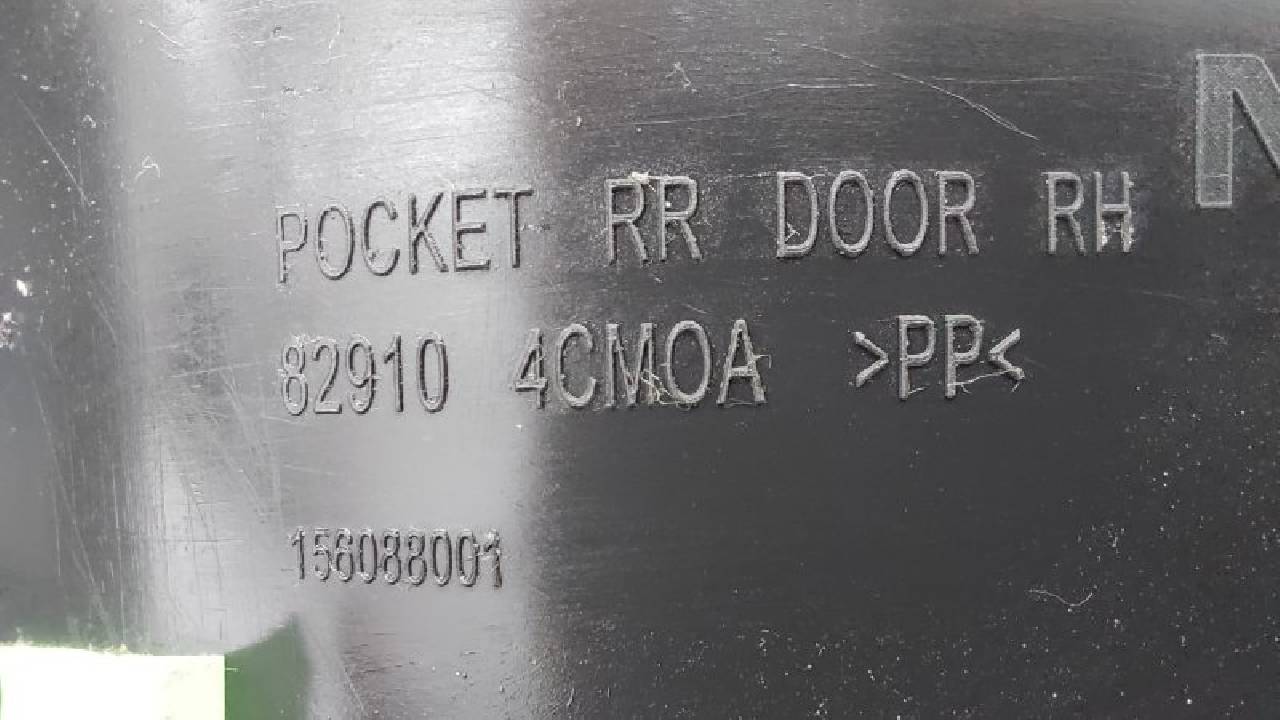 POCKET RR DOOR RH
82910 4CM0A >PP<
156088001
N